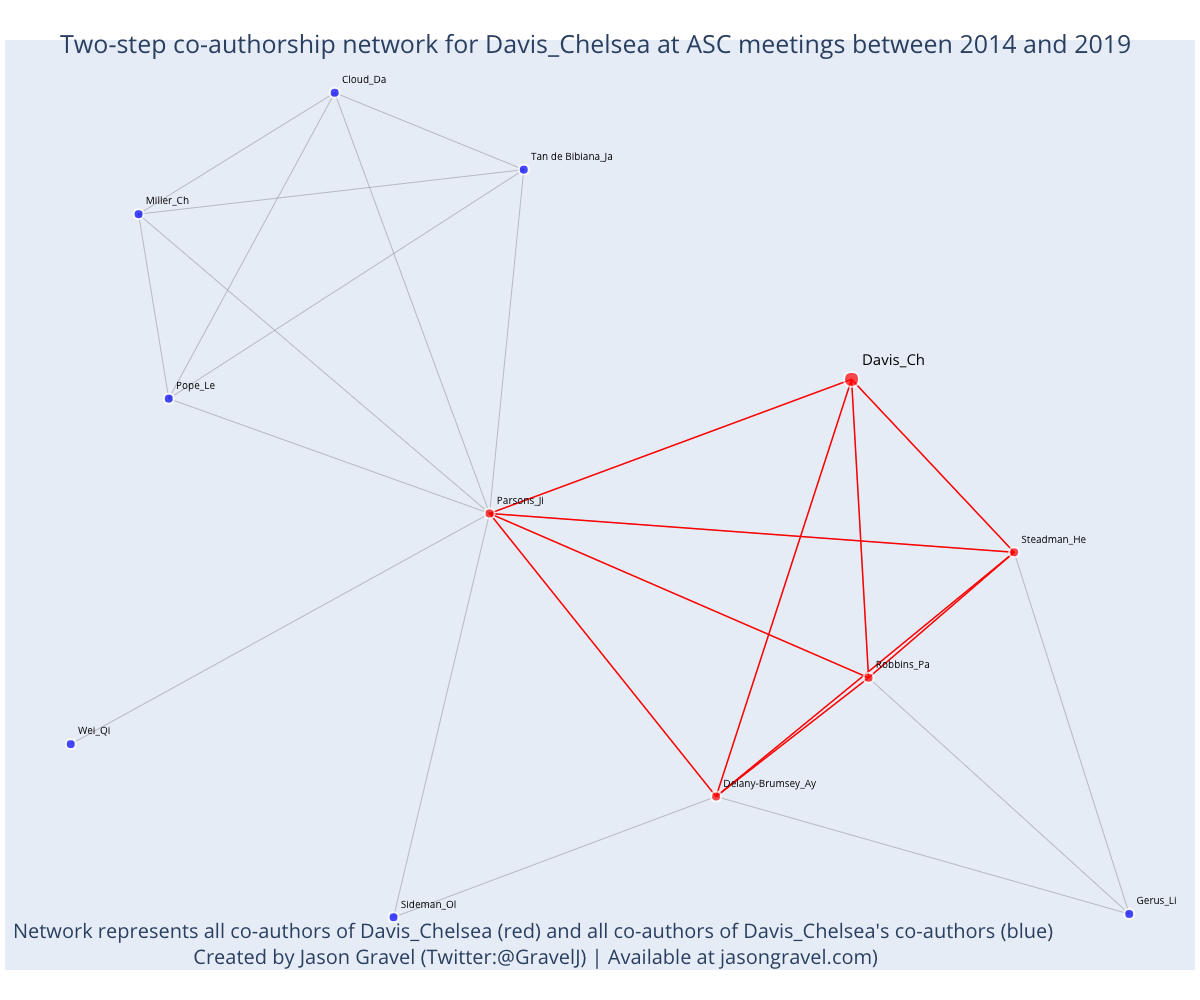 Two-step co-authorship network for Davis_Chelsea at ASC meetings between 2014 and 2019
Cloud_Da
Tan de Bibiana_Ja
Miller_Ch
Davis_Ch
Pope_Le
Parsons_Ji
Steadman_He
Robbins_Pa
Wei_Qi
Delany-Brumsey_Ay
Gerus_Li
Sideman_Ol
Network represents all co-authors of Davis_Chelsea (red) and all co-authors of Davis_Chelsea's co-authors (blue)
Created by Jason Gravel (Twitter:@GravelJ) | Available at jasongravel.com)